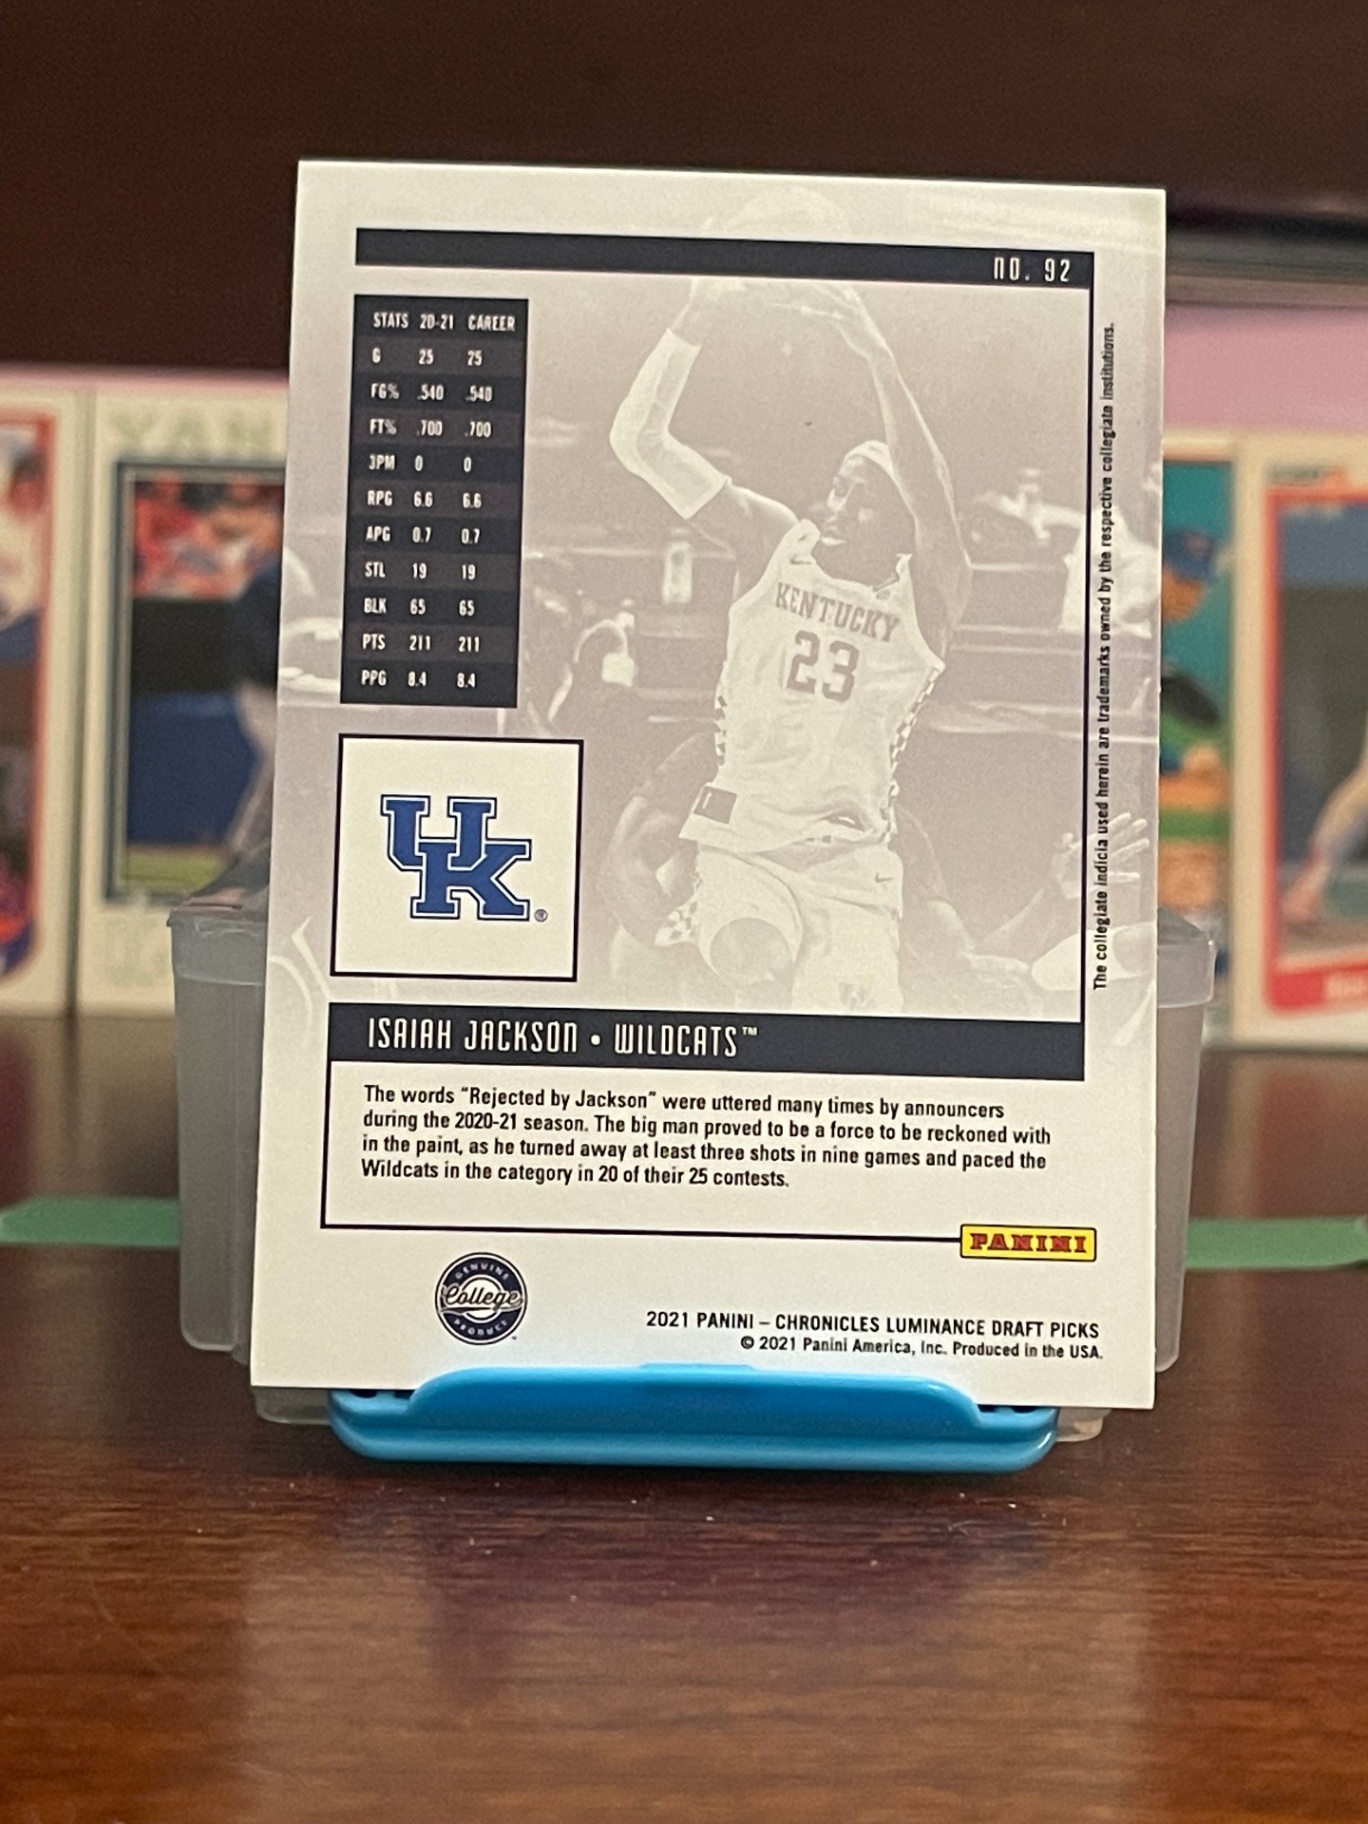 YAN
NO. 92
STATS 20-21 CAREER
G 25 25
FG% .540 .540
FT% .700 .700
3PM 0 0
RPG 6.6 6.6
APG 0.7 0.7
STL 19 19
BLK 65 65
PTS 211 211
PPG 8.4 8.4
KENTUCKY
23
The collegiate indicia used herein are trademarks owned by the respective collegiate institutions.
UK®
ISAIAH JACKSON • WILDCATS™
The words "Rejected by Jackson" were uttered many times by announcers
during the 2020-21 season. The big man proved to be a force to be reckoned with
in the paint, as he turned away at least three shots in nine games and paced the
Wildcats in the category in 20 of their 25 contests.
PANINI
GENUINE
College
PRODUCT
2021 PANINI – CHRONICLES LUMINANCE DRAFT PICKS
© 2021 Panini America, Inc. Produced in the USA.